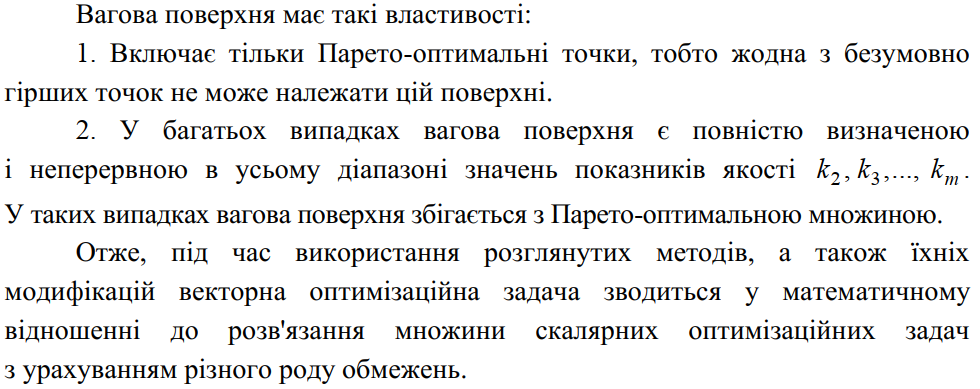 Вагова поверхня має такі властивості:
1. Включає тільки Парето-оптимальні точки, тобто жодна з безумовно
гірших точок не може належати цій поверхні.
2. У багатьох випадках вагова поверхня є повністю визначеною
і неперервною в усьому діапазоні значень показників якості k₂, k₃,..., kₘ.
У таких випадках вагова поверхня збігається з Парето-оптимальною множиною.
Отже, під час використання розглянутих методів, а також їхніх
модифікацій векторна оптимізаційна задача зводиться у математичному
відношенні до розв'язання множини скалярних оптимізаційних задач
з урахуванням різного роду обмежень.